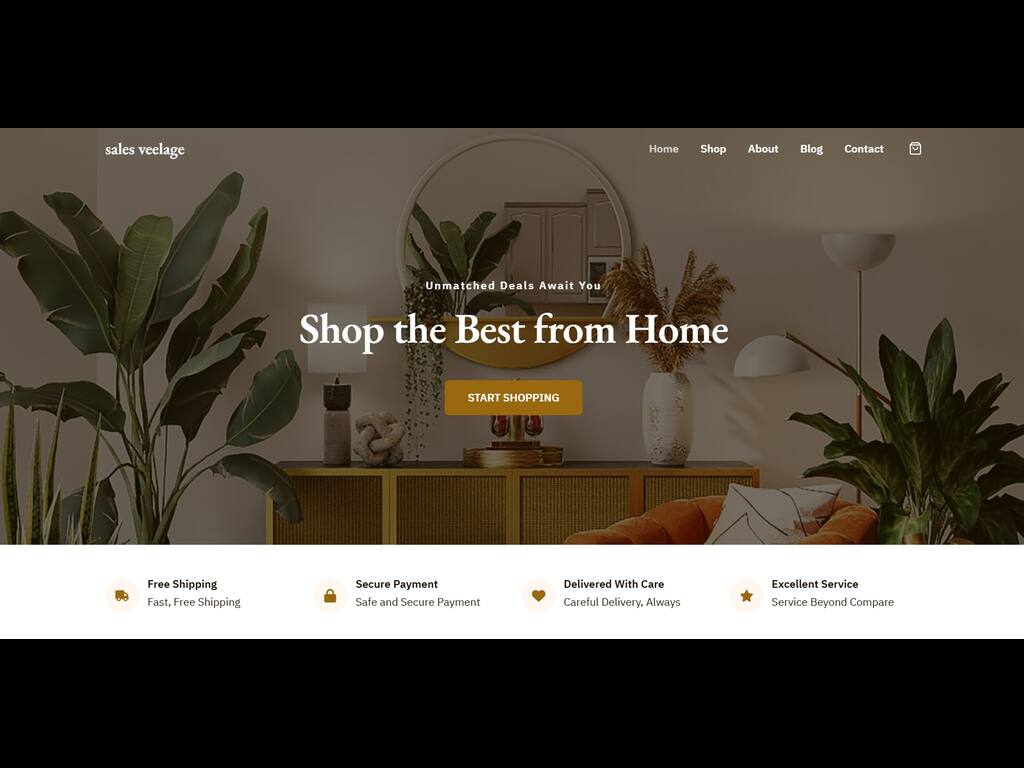 sales veelage
Home Shop About Blog Contact
Unmatched Deals Await You
Shop the Best from Home
START SHOPPING
Free Shipping
Fast, Free Shipping
Secure Payment
Safe and Secure Payment
Delivered With Care
Careful Delivery, Always
Excellent Service
Service Beyond Compare